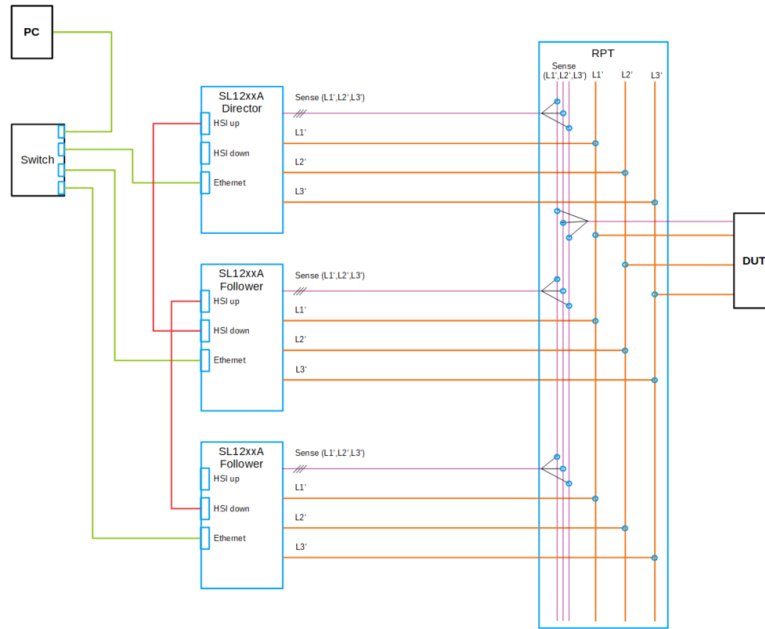 PC
Switch
SL12xxA
Director
HSI up
HSI down
Ethernet
Sense (L1',L2',L3')
L1'
L2'
L3'
SL12xxA
Follower
HSI up
HSI down
Ethernet
Sense (L1',L2',L3')
L1'
L2'
L3'
SL12xxA
Follower
HSI up
HSI down
Ethernet
Sense (L1',L2',L3')
L1'
L2'
L3'
RPT
Sense
(L1',L2',L3')
L1'
L2'
L3'
DUT